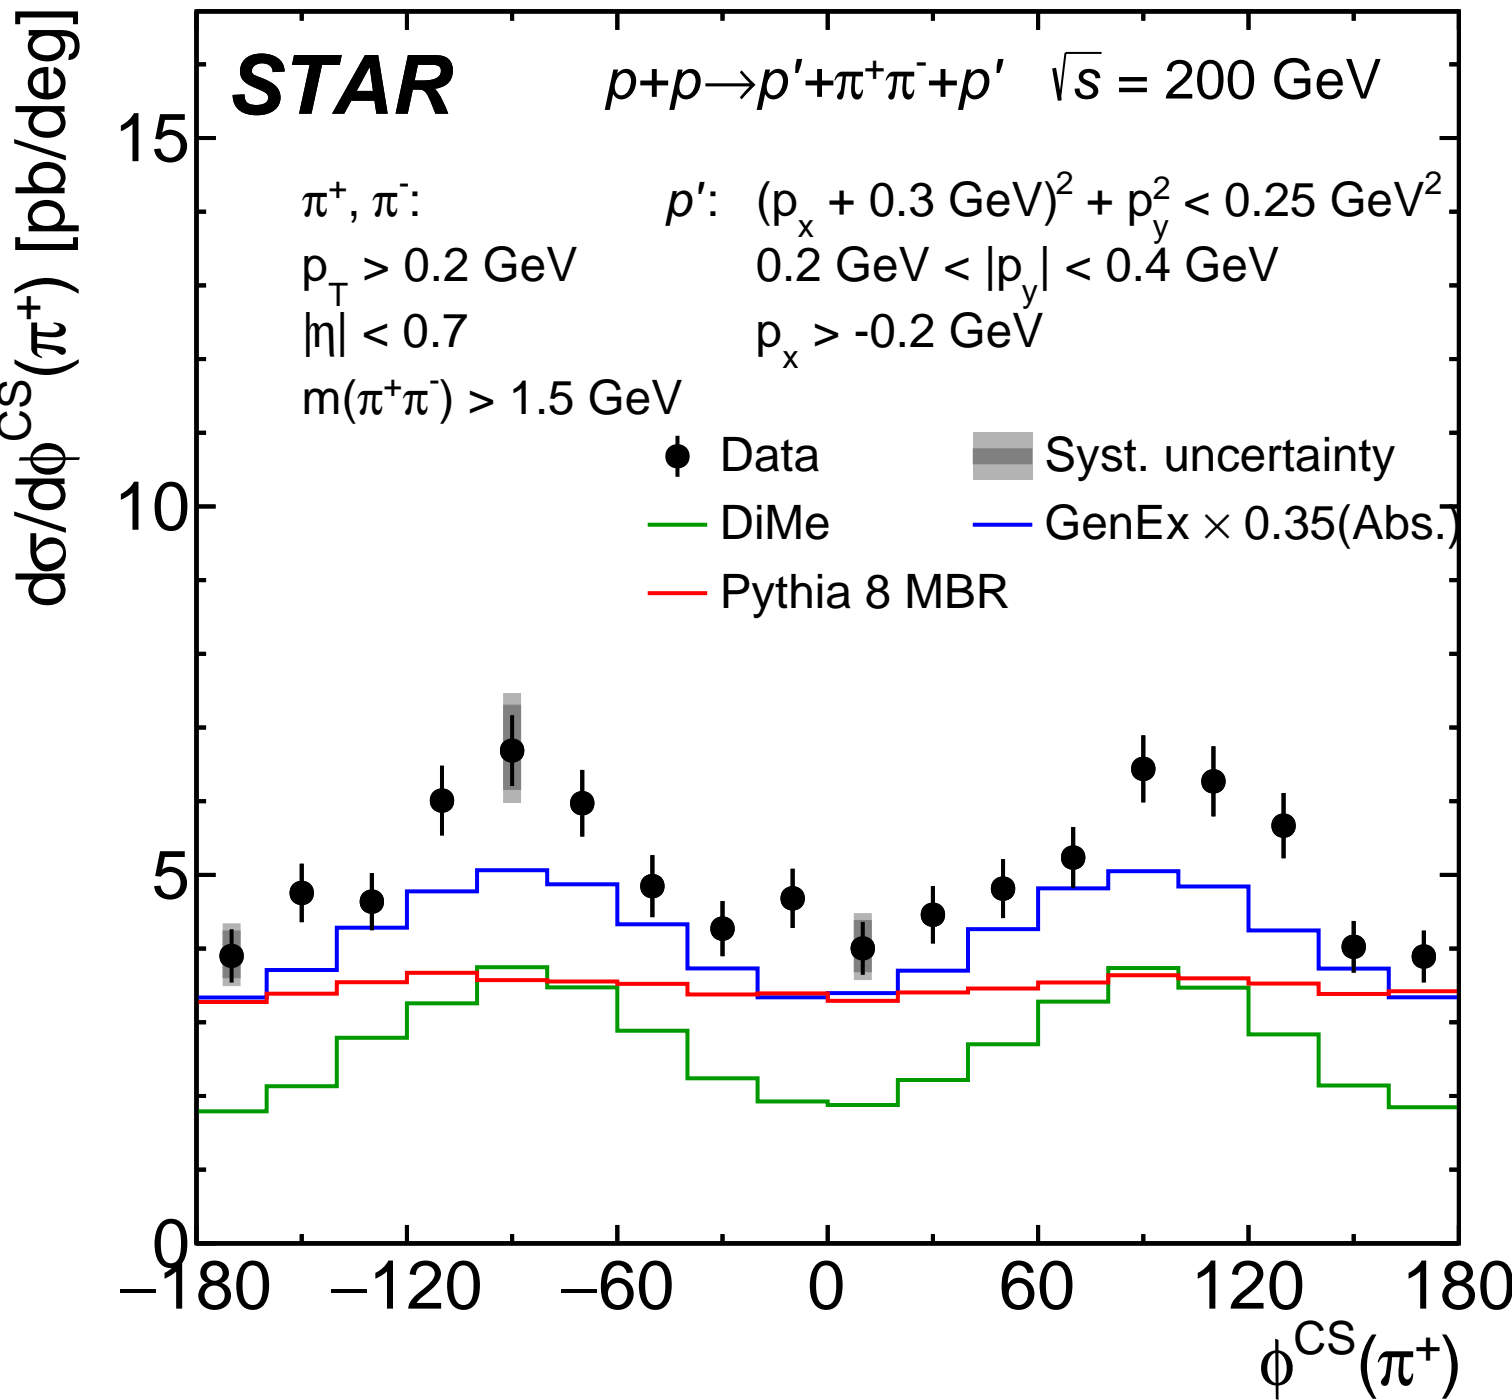 dσ/dφ^CS(π⁺) [pb/deg]
STAR p+p→p′+π⁺π⁻+p′ √s = 200 GeV
π⁺, π⁻: p′: (p_x + 0.3 GeV)² + p_y² < 0.25 GeV²
p_T > 0.2 GeV 0.2 GeV < |p_y| < 0.4 GeV
|η| < 0.7 p_x > -0.2 GeV
m(π⁺π⁻) > 1.5 GeV
Data Syst. uncertainty
DiMe GenEx × 0.35(Abs.)
Pythia 8 MBR
15
10
5
0
−180 −120 −60 0 60 120 180
φ^CS(π⁺)